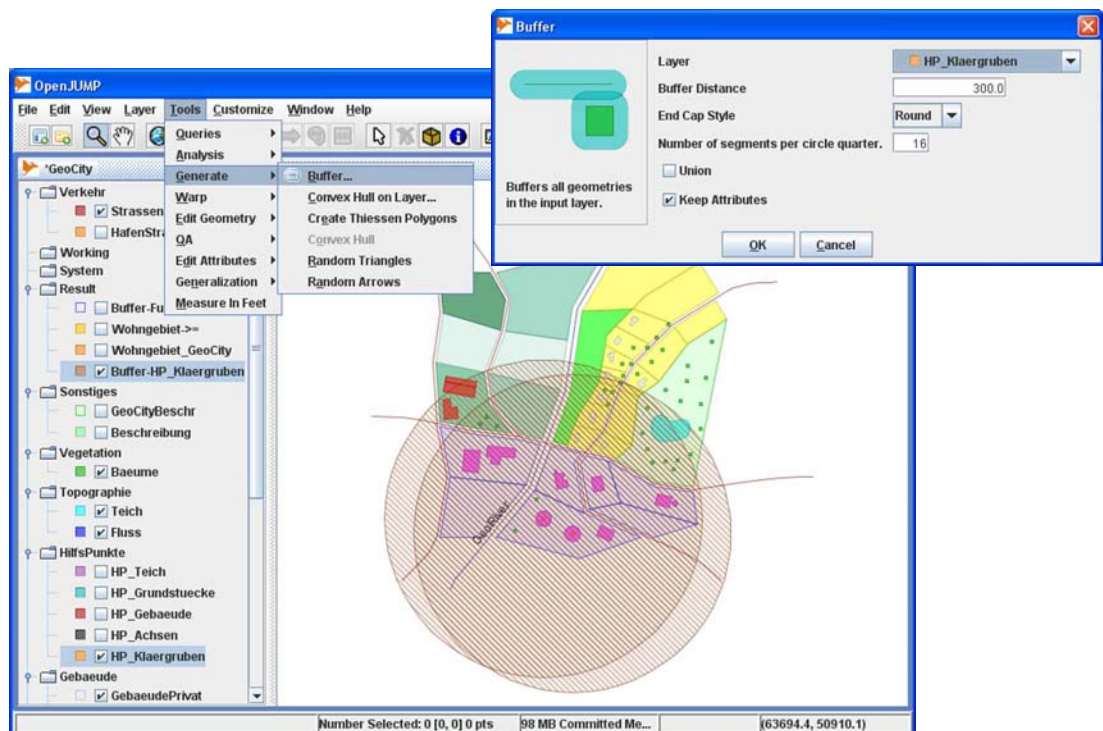 Buffer
Layer
HP_Klaergruben
Buffer Distance
300.0
End Cap Style
Round
Number of segments per circle quarter.
16
Union
Keep Attributes
Buffers all geometries
in the input layer.
OK
Cancel
OpenJUMP
File Edit View Layer Tools Customize Window Help
Queries
Analysis
Generate
Warp
Edit Geometry
QA
Edit Attributes
Generalization
Measure In Feet
Buffer...
Convex Hull on Layer...
Create Thiessen Polygons
Convex Hull
Random Triangles
Random Arrows
*GeoCity
Verkehr
Strassen
HafenStra
Working
System
Result
Buffer-Fu
Wohngebiet->=
Wohngebiet_GeoCity
Buffer-HP_Klaergruben
Sonstiges
GeoCityBeschr
Beschreibung
Vegetation
Baeume
Topographie
Teich
Fluss
HilfsPunkte
HP_Teich
HP_Grundstuecke
HP_Gebaeude
HP_Achsen
HP_Klaergruben
Gebaeude
GebaeudePrivat
GeoRiver
Number Selected: 0 [0, 0] 0 pts
98 MB Committed Me...
(63694.4, 50910.1)